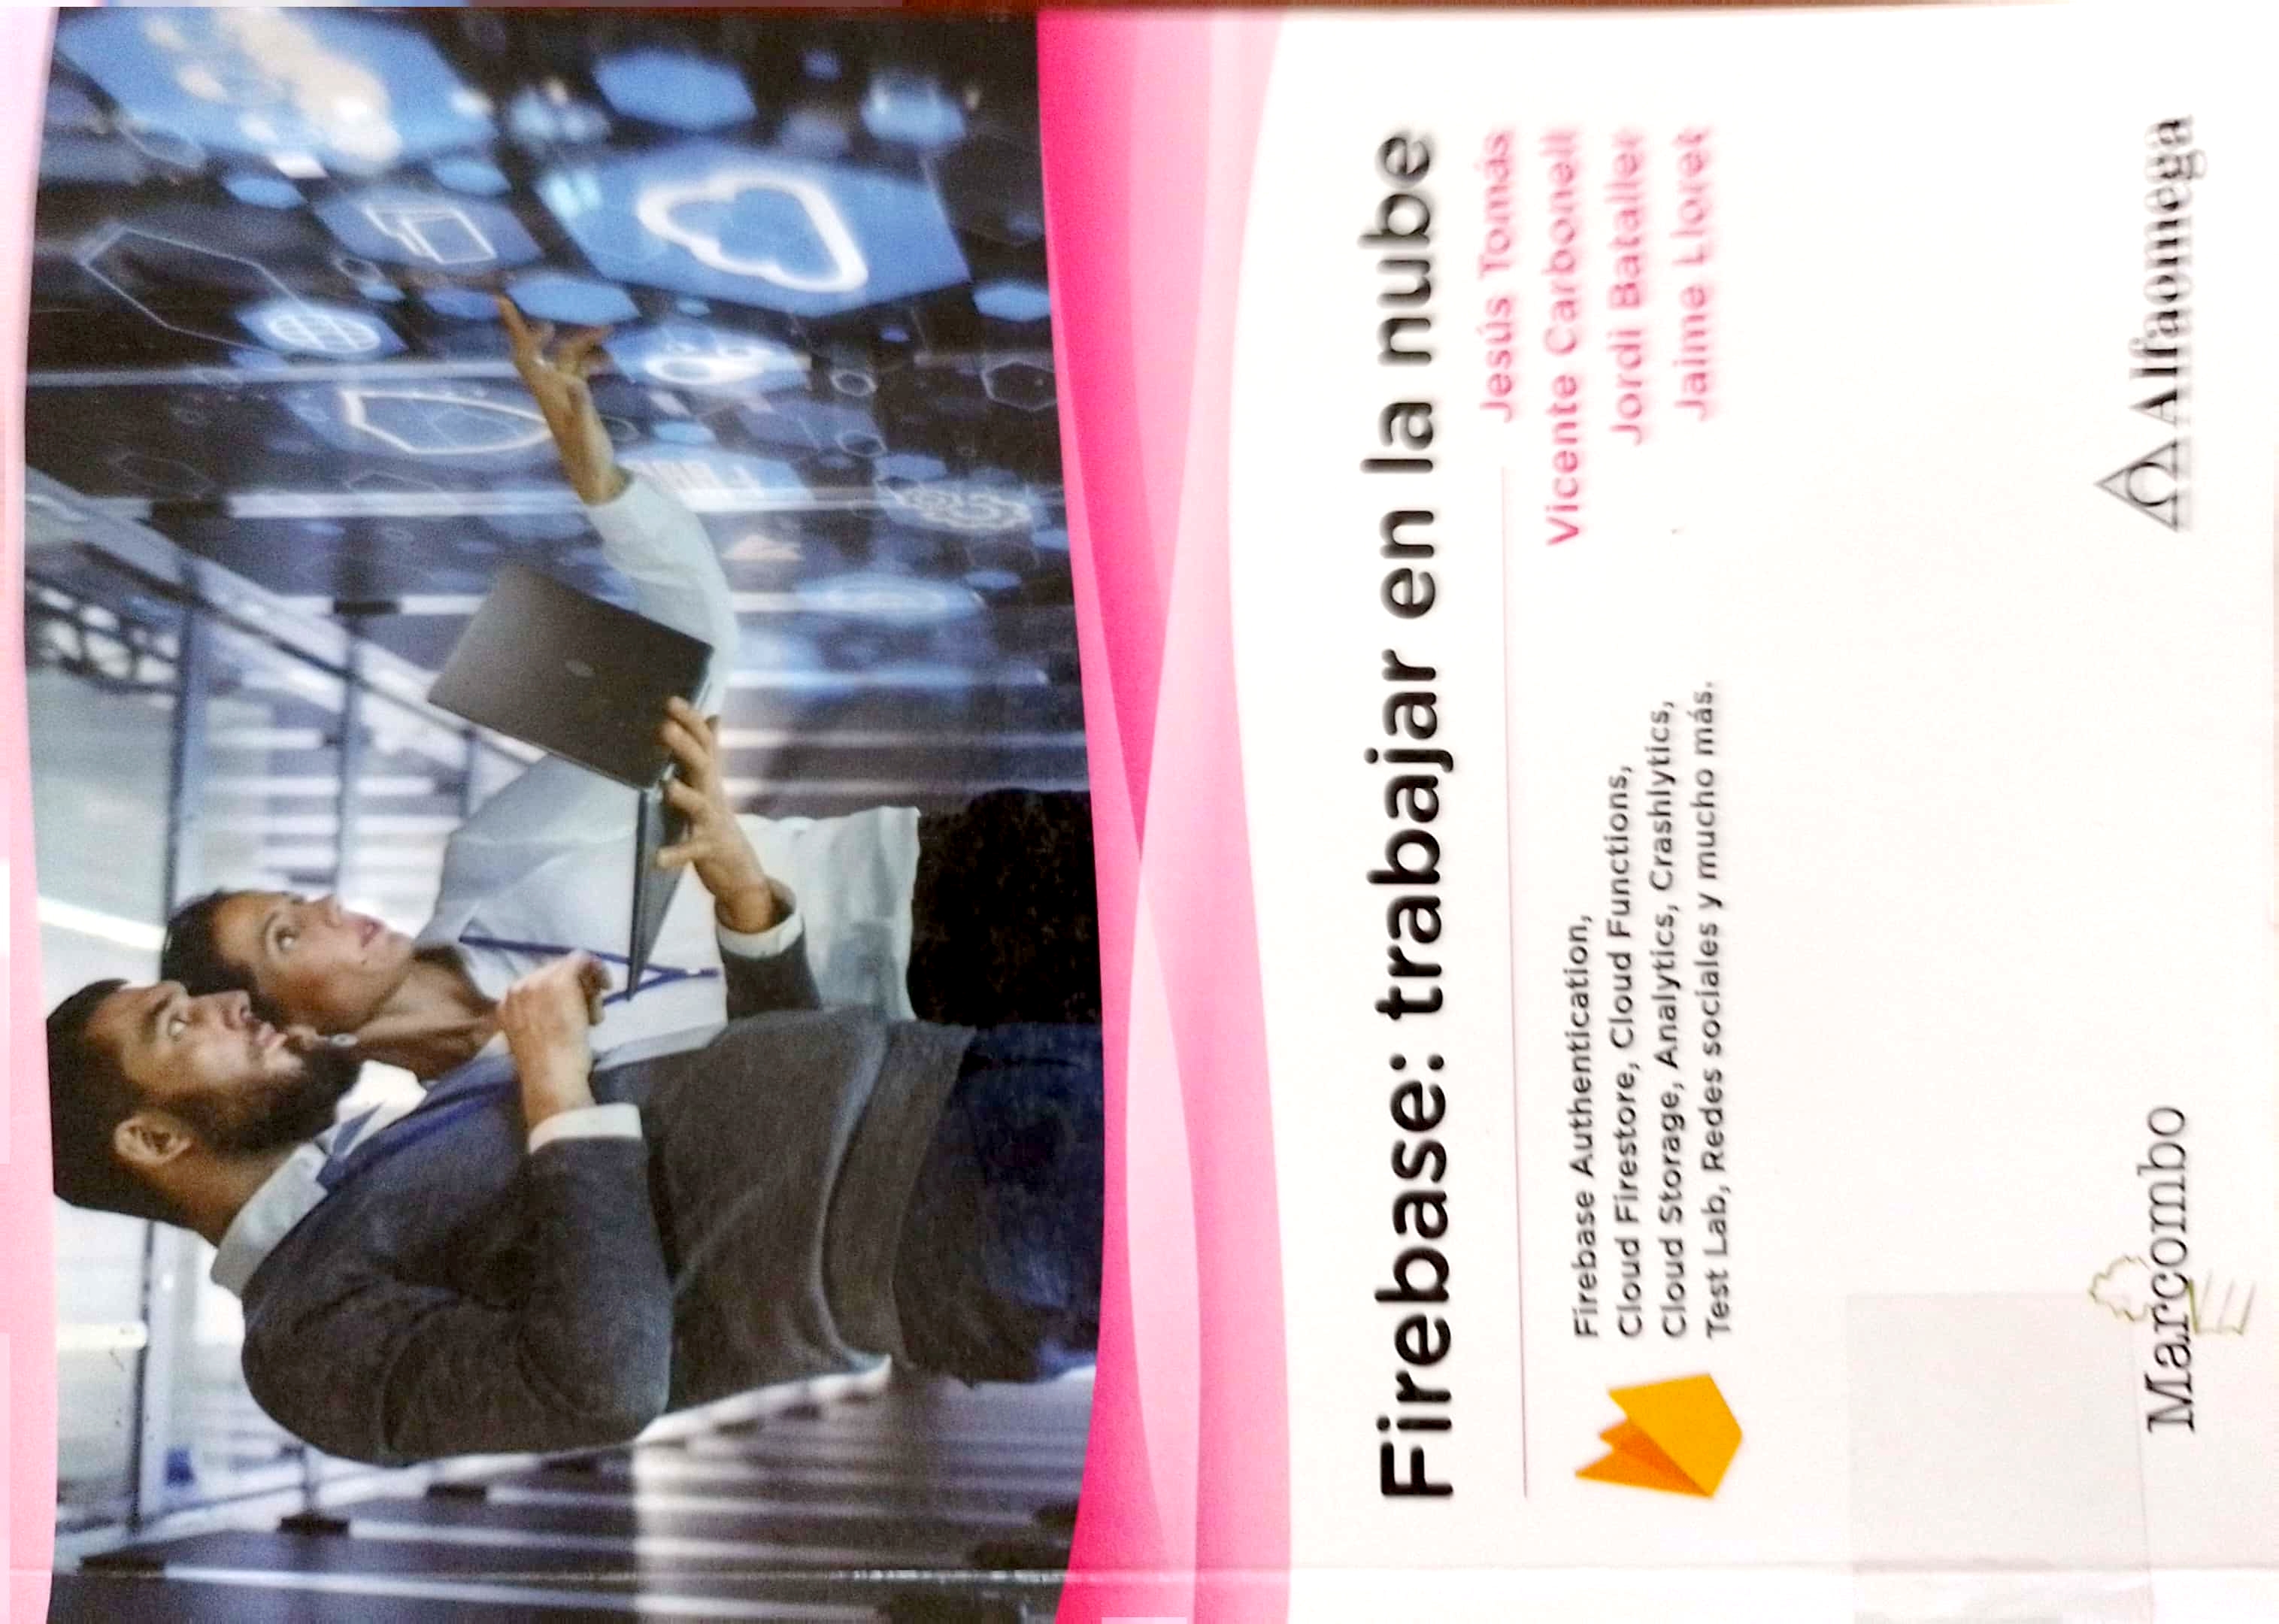 Firebase: trabajar en la nube
Jesús Tomás
Vicente Carbonell
Jordi Bataller
Jaime Lloret
Firebase Authentication,
Cloud Firestore, Cloud Functions,
Cloud Storage, Analytics, Crashlytics,
Test Lab, Redes sociales y mucho más.
Marcombo
Alfaomega